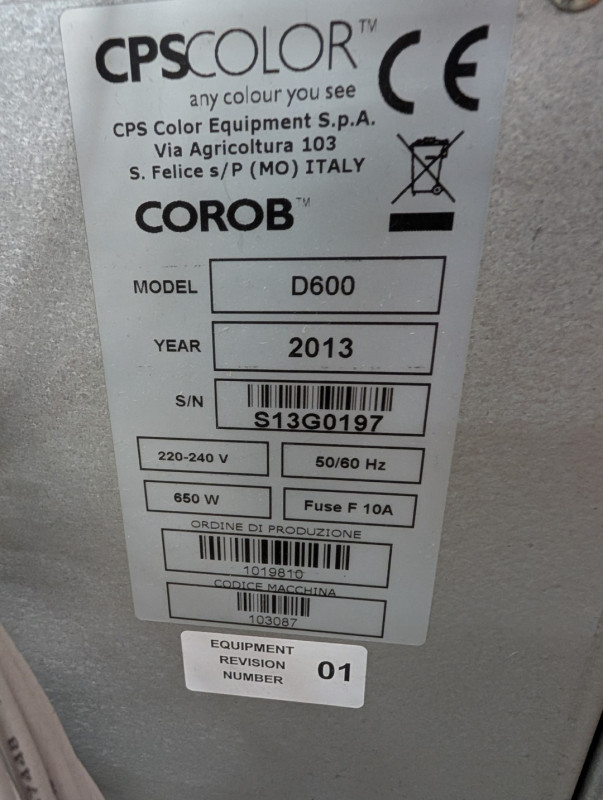 CPSCOLOR™ CE
any colour you see
CPS Color Equipment S.p.A.
Via Agricoltura 103
S. Felice s/P (MO) ITALY
COROB™
MODEL D600
YEAR 2013
S/N S13G0197
220-240 V 50/60 Hz
650 W Fuse F 10A
ORDINE DI PRODUZIONE
1019810
CODICE MACCHINA
103087
EQUIPMENT
REVISION
NUMBER
01